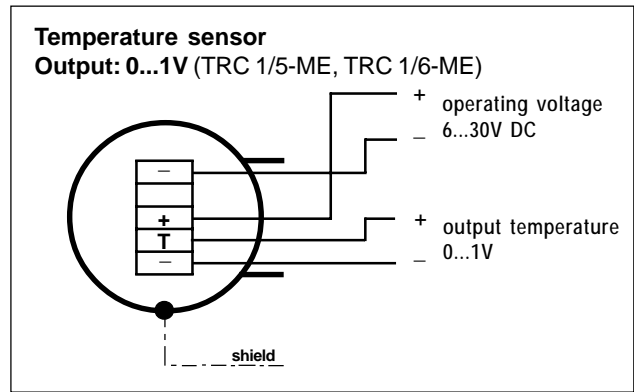 Temperature sensor
Output: 0...1V (TRC 1/5-ME, TRC 1/6-ME)
+ operating voltage
– 6...30V DC
–
+
T
–
+ output temperature
– 0...1V
shield